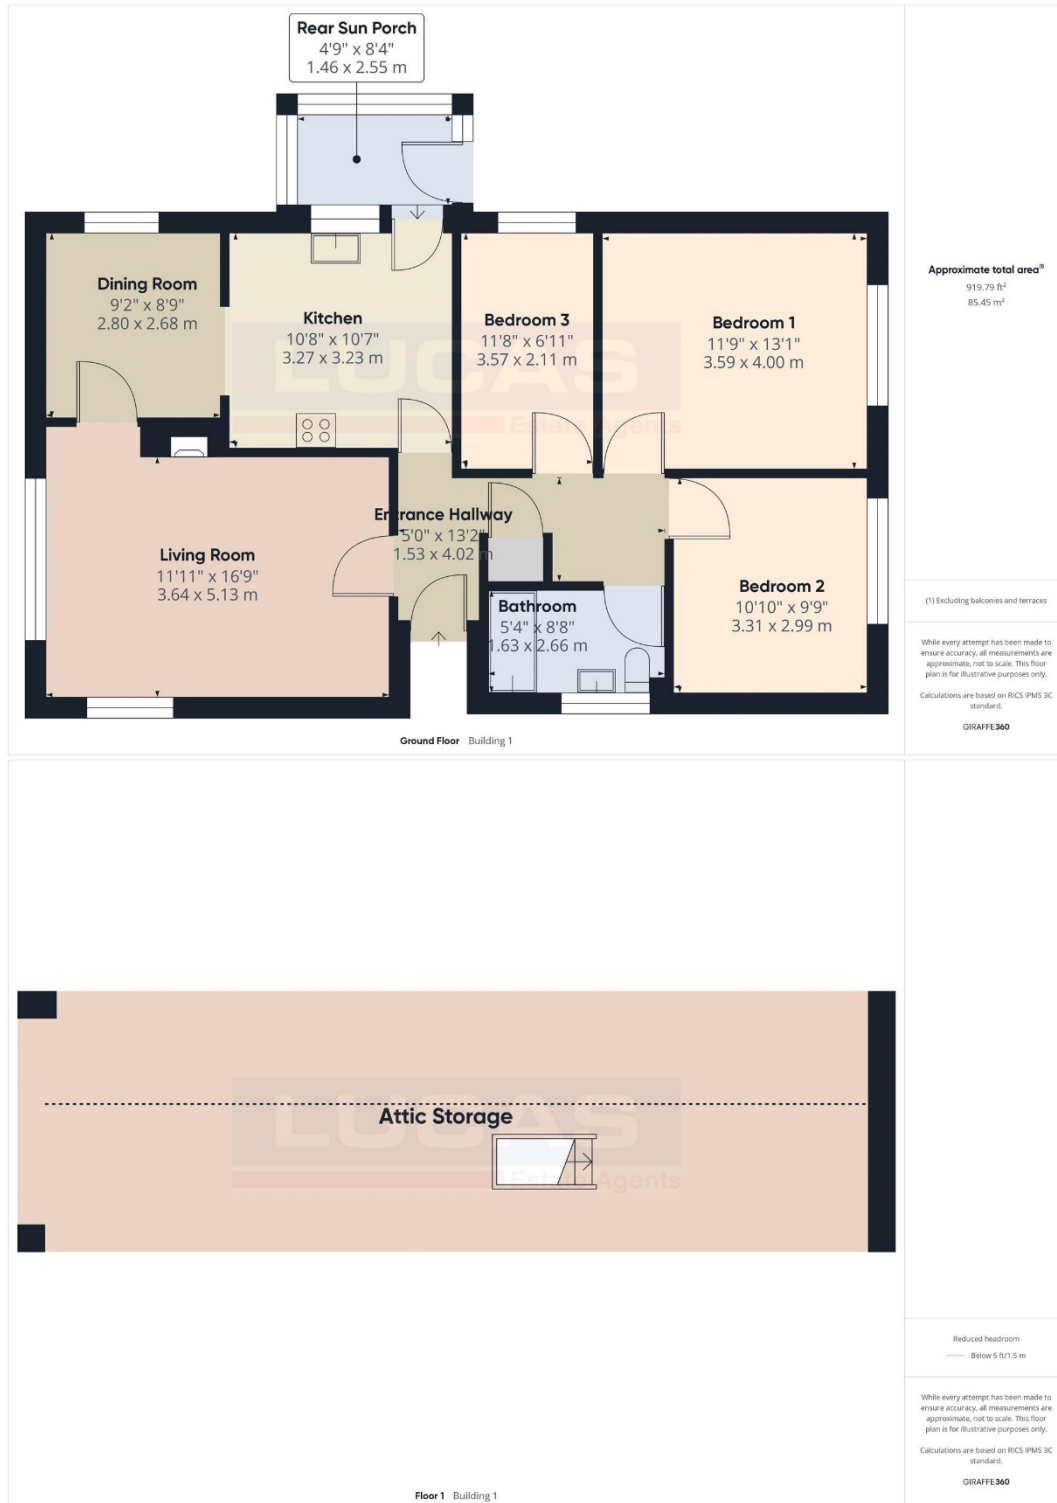 Rear Sun Porch
4'9" x 8'4"
1.46 x 2.55 m
Dining Room
9'2" x 8'9"
2.80 x 2.68 m
Kitchen
10'8" x 10'7"
3.27 x 3.23 m
Bedroom 3
11'8" x 6'11"
3.57 x 2.11 m
Bedroom 1
11'9" x 13'1"
3.59 x 4.00 m
LUCAS
Estate Agents
Entrance Hallway
5'0" x 13'2"
1.53 x 4.02 m
Living Room
11'11" x 16'9"
3.64 x 5.13 m
Bathroom
5'4" x 8'8"
1.63 x 2.66 m
Bedroom 2
10'10" x 9'9"
3.31 x 2.99 m
Ground Floor Building 1
Approximate total area(1)
919.79 ft²
85.45 m²
(1) Excluding balconies and terraces
While every attempt has been made to
ensure accuracy, all measurements are
approximate, not to scale. This floor
plan is for illustrative purposes only.
Calculations are based on RICS IPMS 3C
standard.
GIRAFFE360
LUCAS
Estate Agents
Attic Storage
Floor 1 Building 1
Reduced headroom
Below 5 ft/1.5 m
While every attempt has been made to
ensure accuracy, all measurements are
approximate, not to scale. This floor
plan is for illustrative purposes only.
Calculations are based on RICS IPMS 3C
standard.
GIRAFFE360